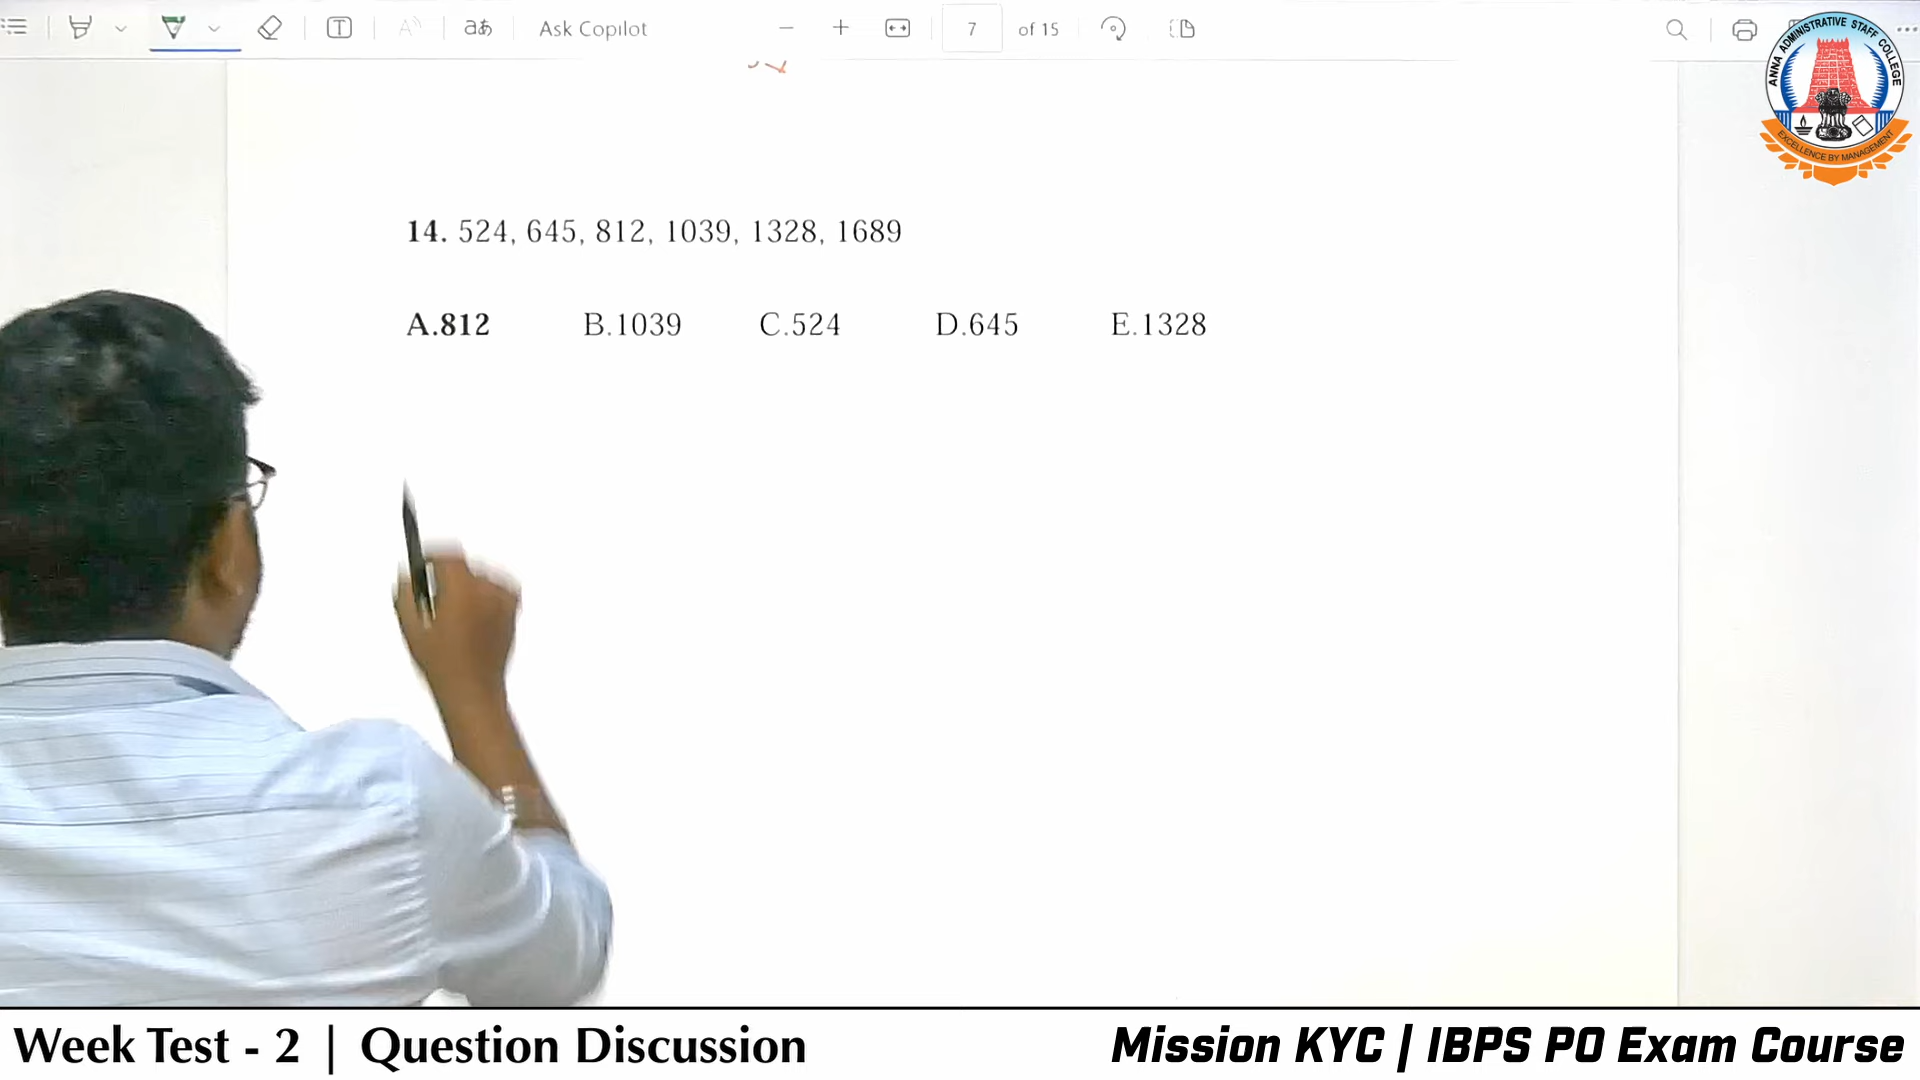 Ask Copilot
7 of 15
ANNA ADMINISTRATIVE STAFF COLLEGE
EXCELLENCE BY MANAGEMENT
14. 524, 645, 812, 1039, 1328, 1689
A.812 B.1039 C.524 D.645 E.1328
Week Test - 2 | Question Discussion
Mission KYC | IBPS PO Exam Course